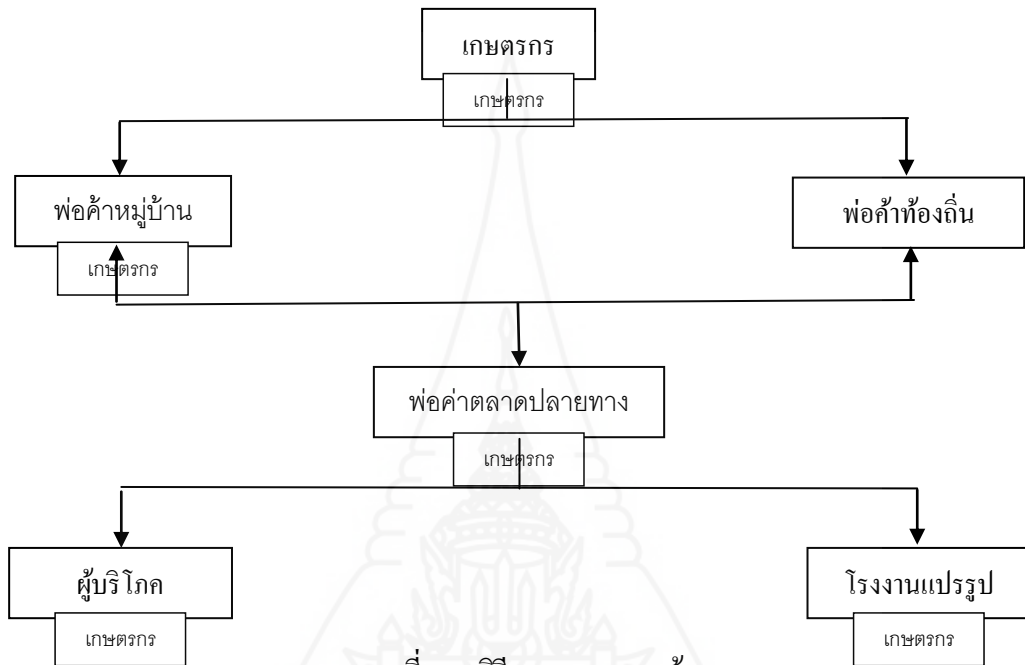 เกษตรกร
เกษตรกร
พ่อค้าหมู่บ้าน
พ่อค้าท้องถิ่น
เกษตรกร
พ่อค่าตลาดปลายทาง
เกษตรกร
ผู้บริโภค
โรงงานแปรรูป
เกษตรกร
เกษตรกร